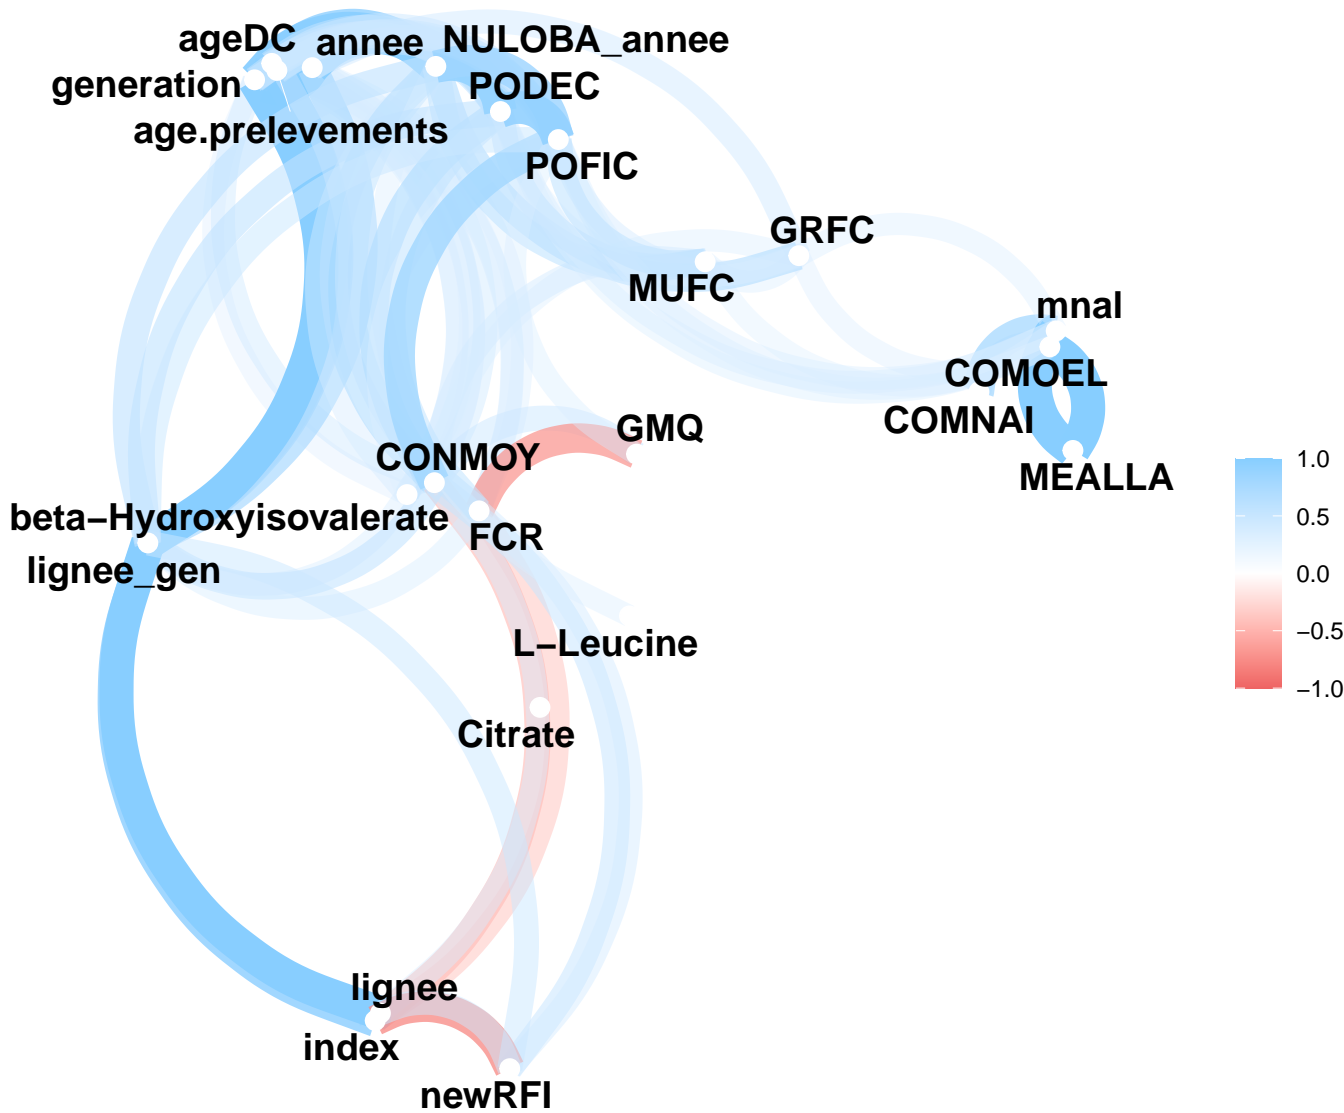 ageDC
annee
NULOBA_annee
generation
PODEC
age.prelevements
POFIC
GRFC
MUFC
mnal
COMOEL
COMNAI
GMQ
CONMOY
MEALLA
beta−Hydroxyisovalerate
FCR
lignee_gen
L−Leucine
Citrate
lignee
index
newRFI
1.0
0.5
0.0
−0.5
−1.0